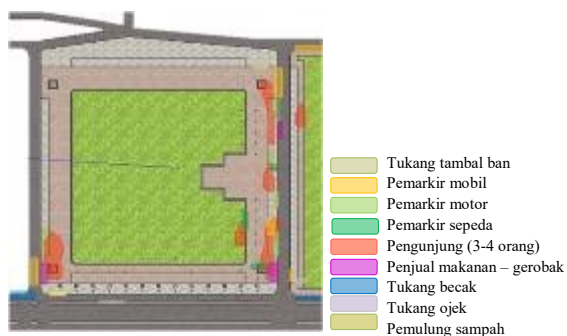 Tukang tambal ban
Pemarkir mobil
Pemarkir motor
Pemarkir sepeda
Pengunjung (3-4 orang)
Penjual makanan – gerobak
Tukang becak
Tukang ojek
Pemulung sampah